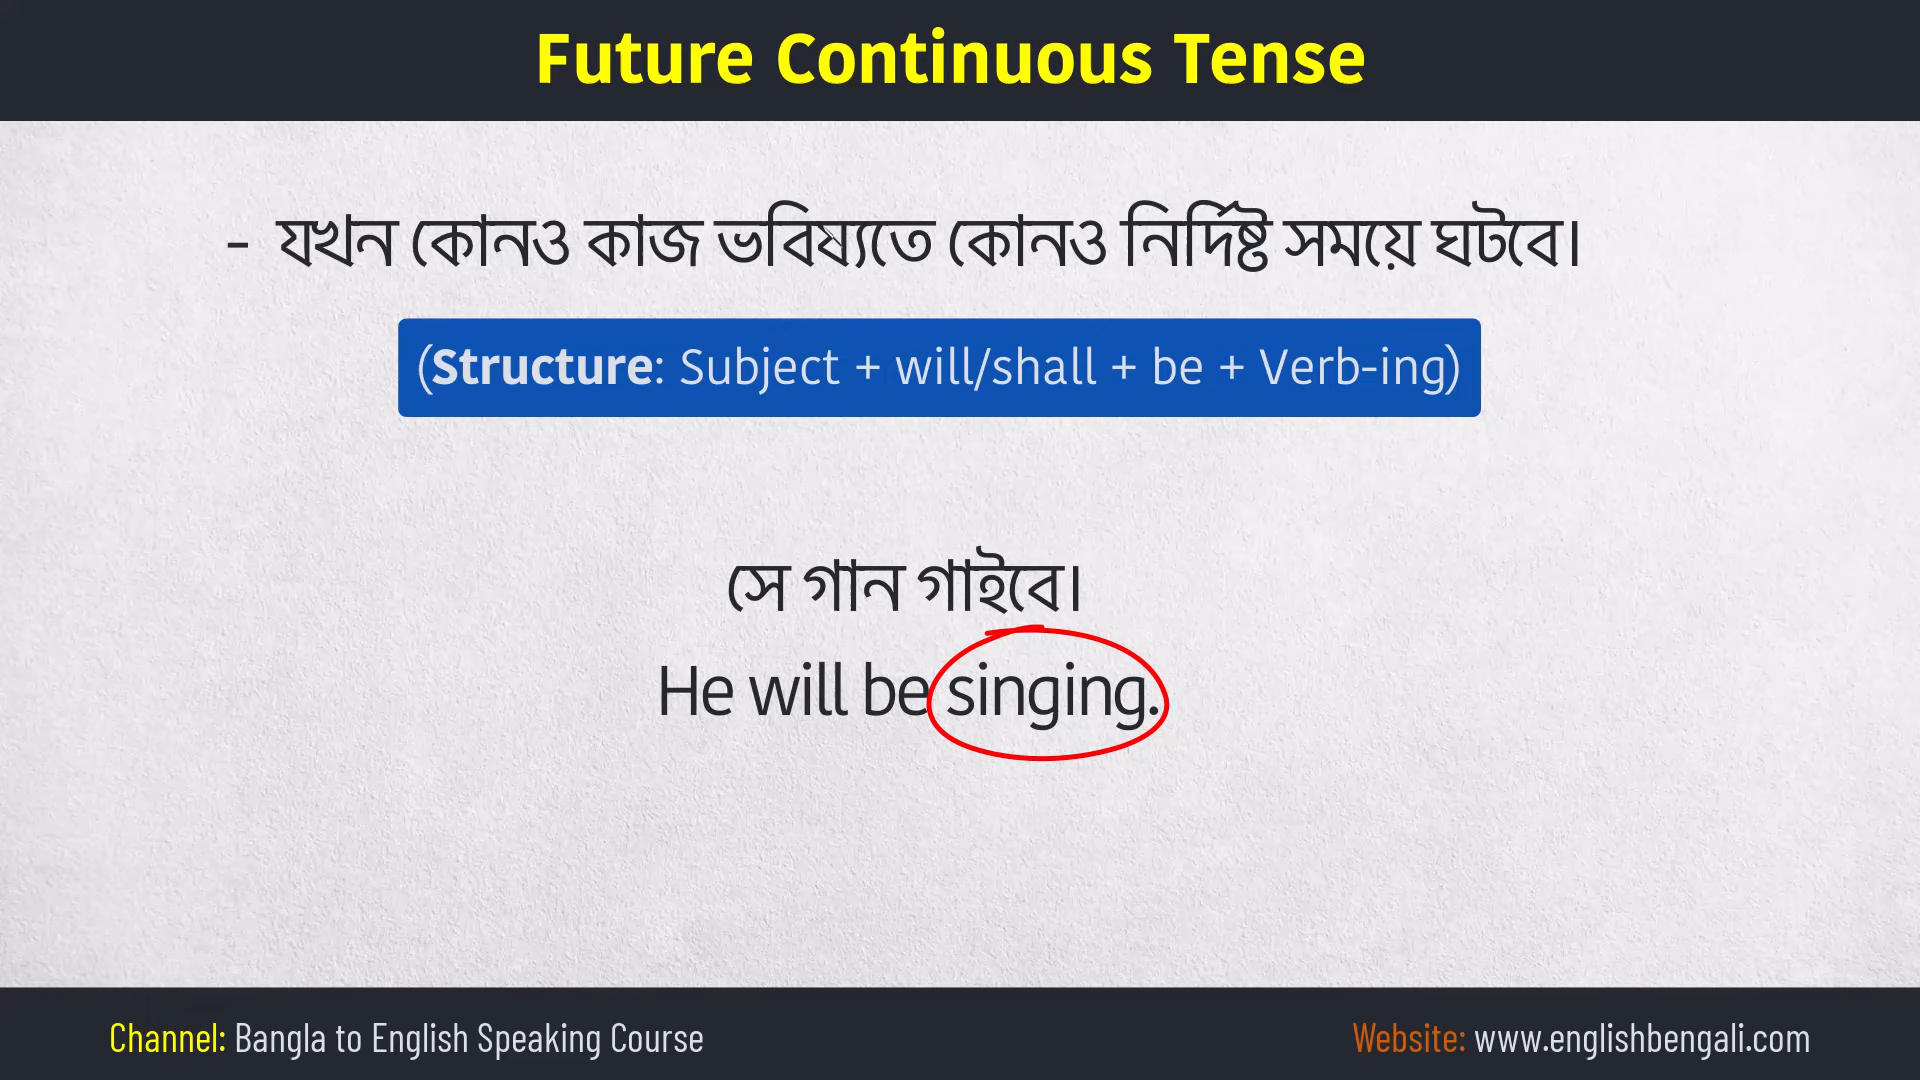 Future Continuous Tense
- যখন কোনও কাজ ভবিষ্যতে কোনও নির্দিষ্ট সময়ে ঘটবে।
(Structure: Subject + will/shall + be + Verb-ing)
সে গান গাইবে।
He will be singing.
Channel: Bangla to English Speaking Course
Website: www.englishbengali.com